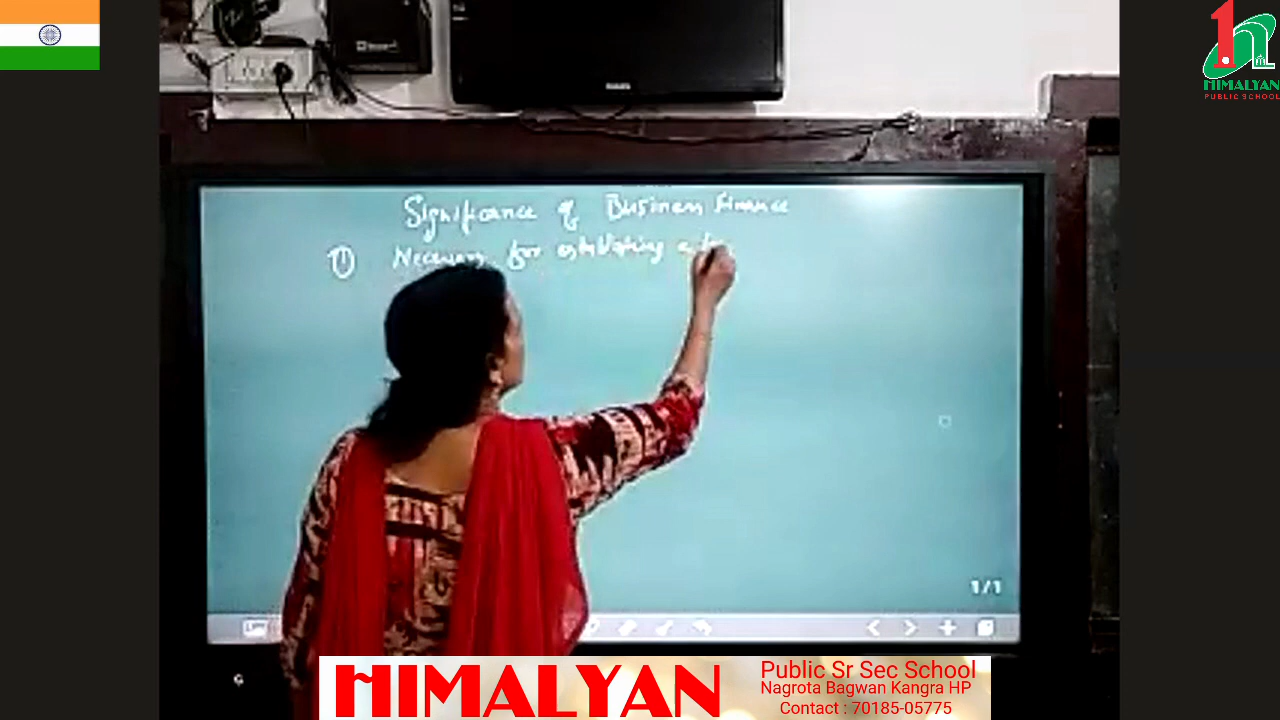 Significance of Business Finance
① Necessary for establishing a
1/1
HIMALYAN
PUBLIC SCHOOL
HIMALYAN
Public Sr Sec School
Nagrota Bagwan Kangra HP
Contact : 70185-05775